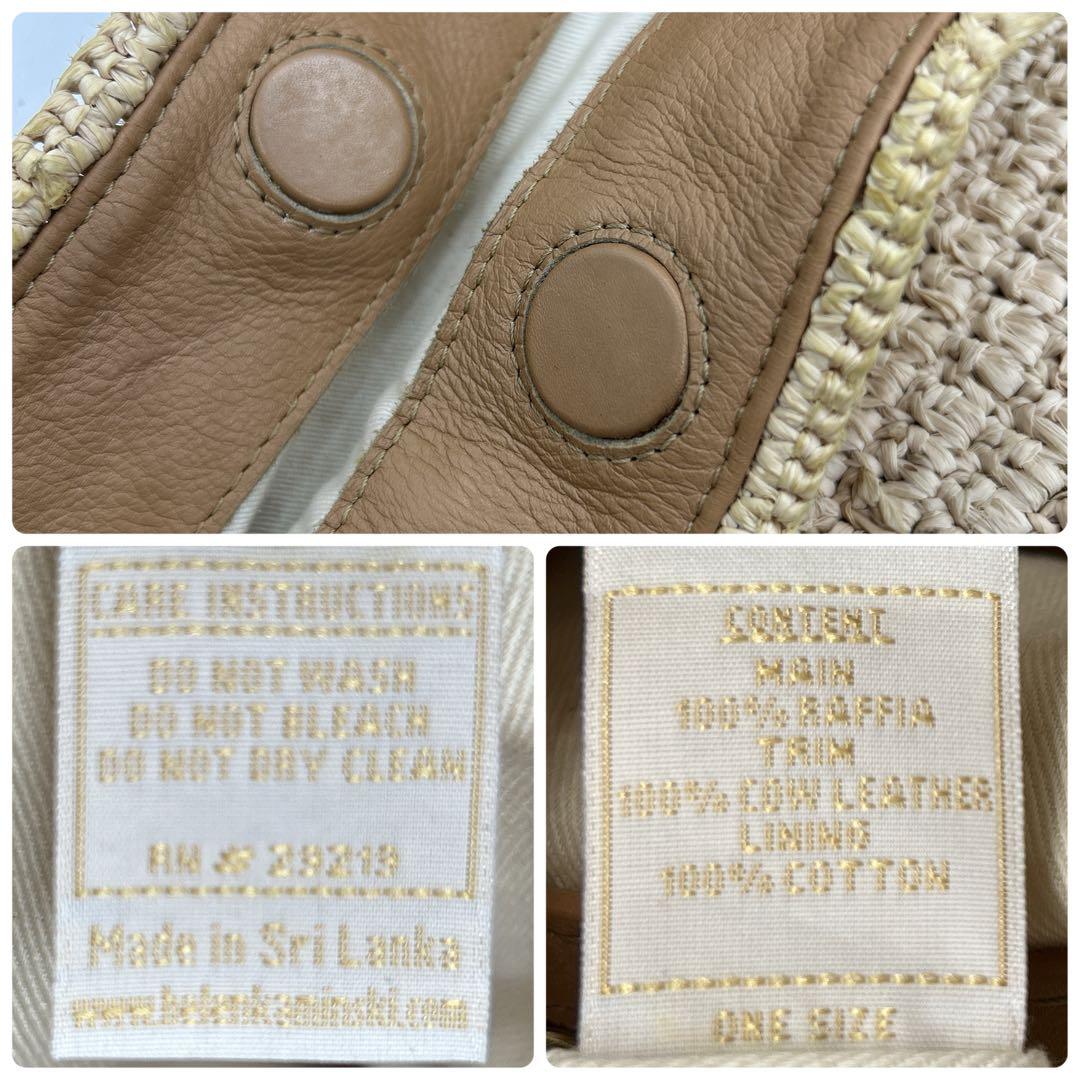 CARE INSTRUCTIONS
DO NOT WASH
DO NOT BLEACH
DO NOT DRY CLEAN
RN # 29219
Made in Sri Lanka
www.helenkaminski.com
CONTENT
MAIN
100% RAFFIA
TRIM
100% COW LEATHER
LINING
100% COTTON
ONE SIZE